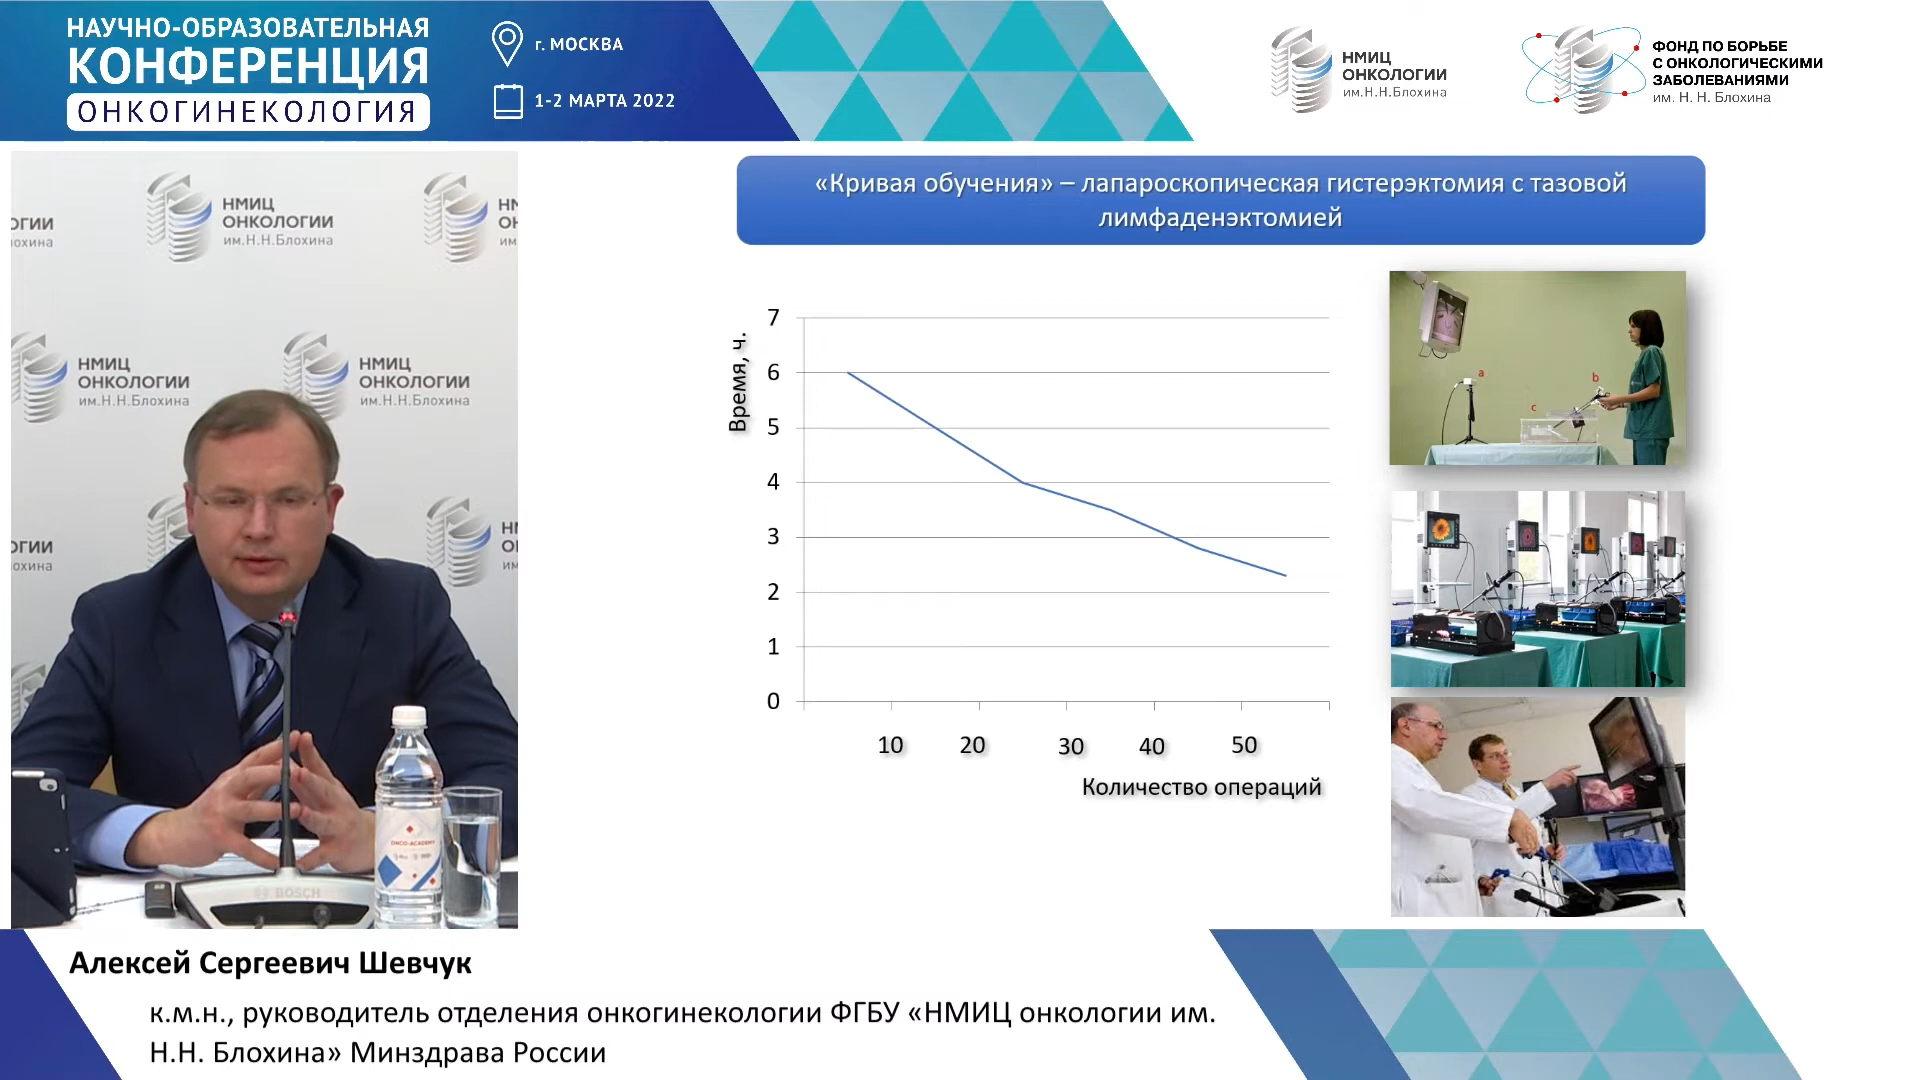 НАУЧНО-ОБРАЗОВАТЕЛЬНАЯ
КОНФЕРЕНЦИЯ
ОНКОГИНЕКОЛОГИЯ
г. МОСКВА
1-2 МАРТА 2022
НМИЦ
ОНКОЛОГИИ
им.Н.Н.Блохина
ФОНД ПО БОРЬБЕ
С ОНКОЛОГИЧЕСКИМИ
ЗАБОЛЕВАНИЯМИ
им. Н. Н. Блохина
НМИЦ
ОНКОЛОГИИ
им.Н.Н.Блохина
НМИЦ
ОНКОЛОГИИ
им.Н.Н.Блохина
НМИЦ
ОНКОЛОГИИ
им.Н.Н.Блохина
BOSCH
ONCO-ACADEMY
«Кривая обучения» – лапароскопическая гистерэктомия с тазовой
лимфаденэктомией
Время, ч.
7
6
5
4
3
2
1
0
10 20 30 40 50
Количество операций
a
b
c
Алексей Сергеевич Шевчук
к.м.н., руководитель отделения онкогинекологии ФГБУ «НМИЦ онкологии им.
Н.Н. Блохина» Минздрава России